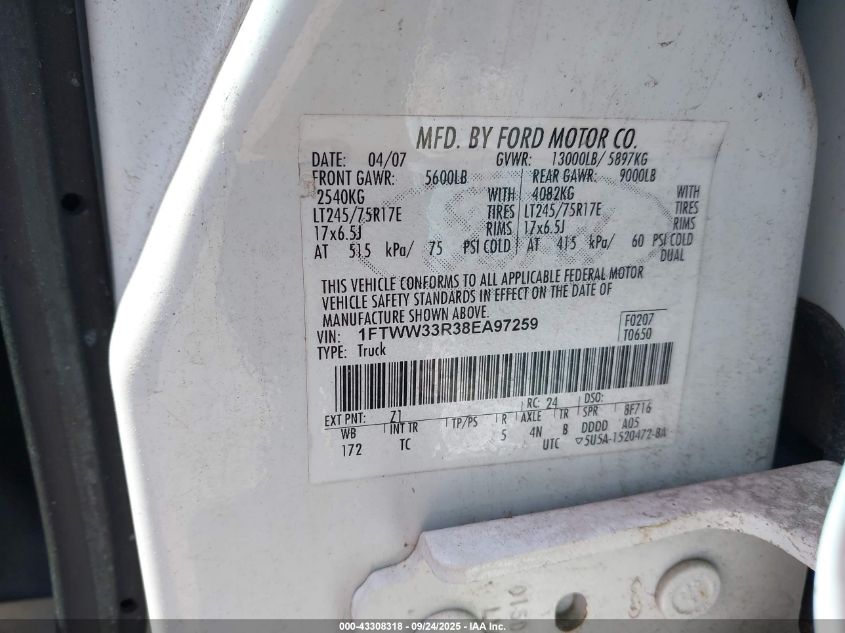 MFD. BY FORD MOTOR CO.
DATE: 04/07 GVWR: 13000LB/ 5897KG
FRONT GAWR: 5600LB REAR GAWR: 9000LB
2540KG WITH 4082KG WITH
LT245/75R17E TIRES LT245/75R17E TIRES
17x6.5J RIMS 17x6.5J RIMS
AT 515 kPa/ 75 PSI COLD AT 415 kPa/ 60 PSI COLD
DUAL
THIS VEHICLE CONFORMS TO ALL APPLICABLE FEDERAL MOTOR
VEHICLE SAFETY STANDARDS IN EFFECT ON THE DATE OF
MANUFACTURE SHOWN ABOVE.
VIN: 1FTWW33R38EA97259 F0207
TYPE: Truck T0650
EXT PNT: Z1 RC: 24 DSO:
WB INT TR TP/PS R AXLE TR SPR BF716
172 TC 5 4N B DDDD A05
UTC ▽5U5A-1520472-BA
000-43308318 - 09/24/2025 - IAA Inc.